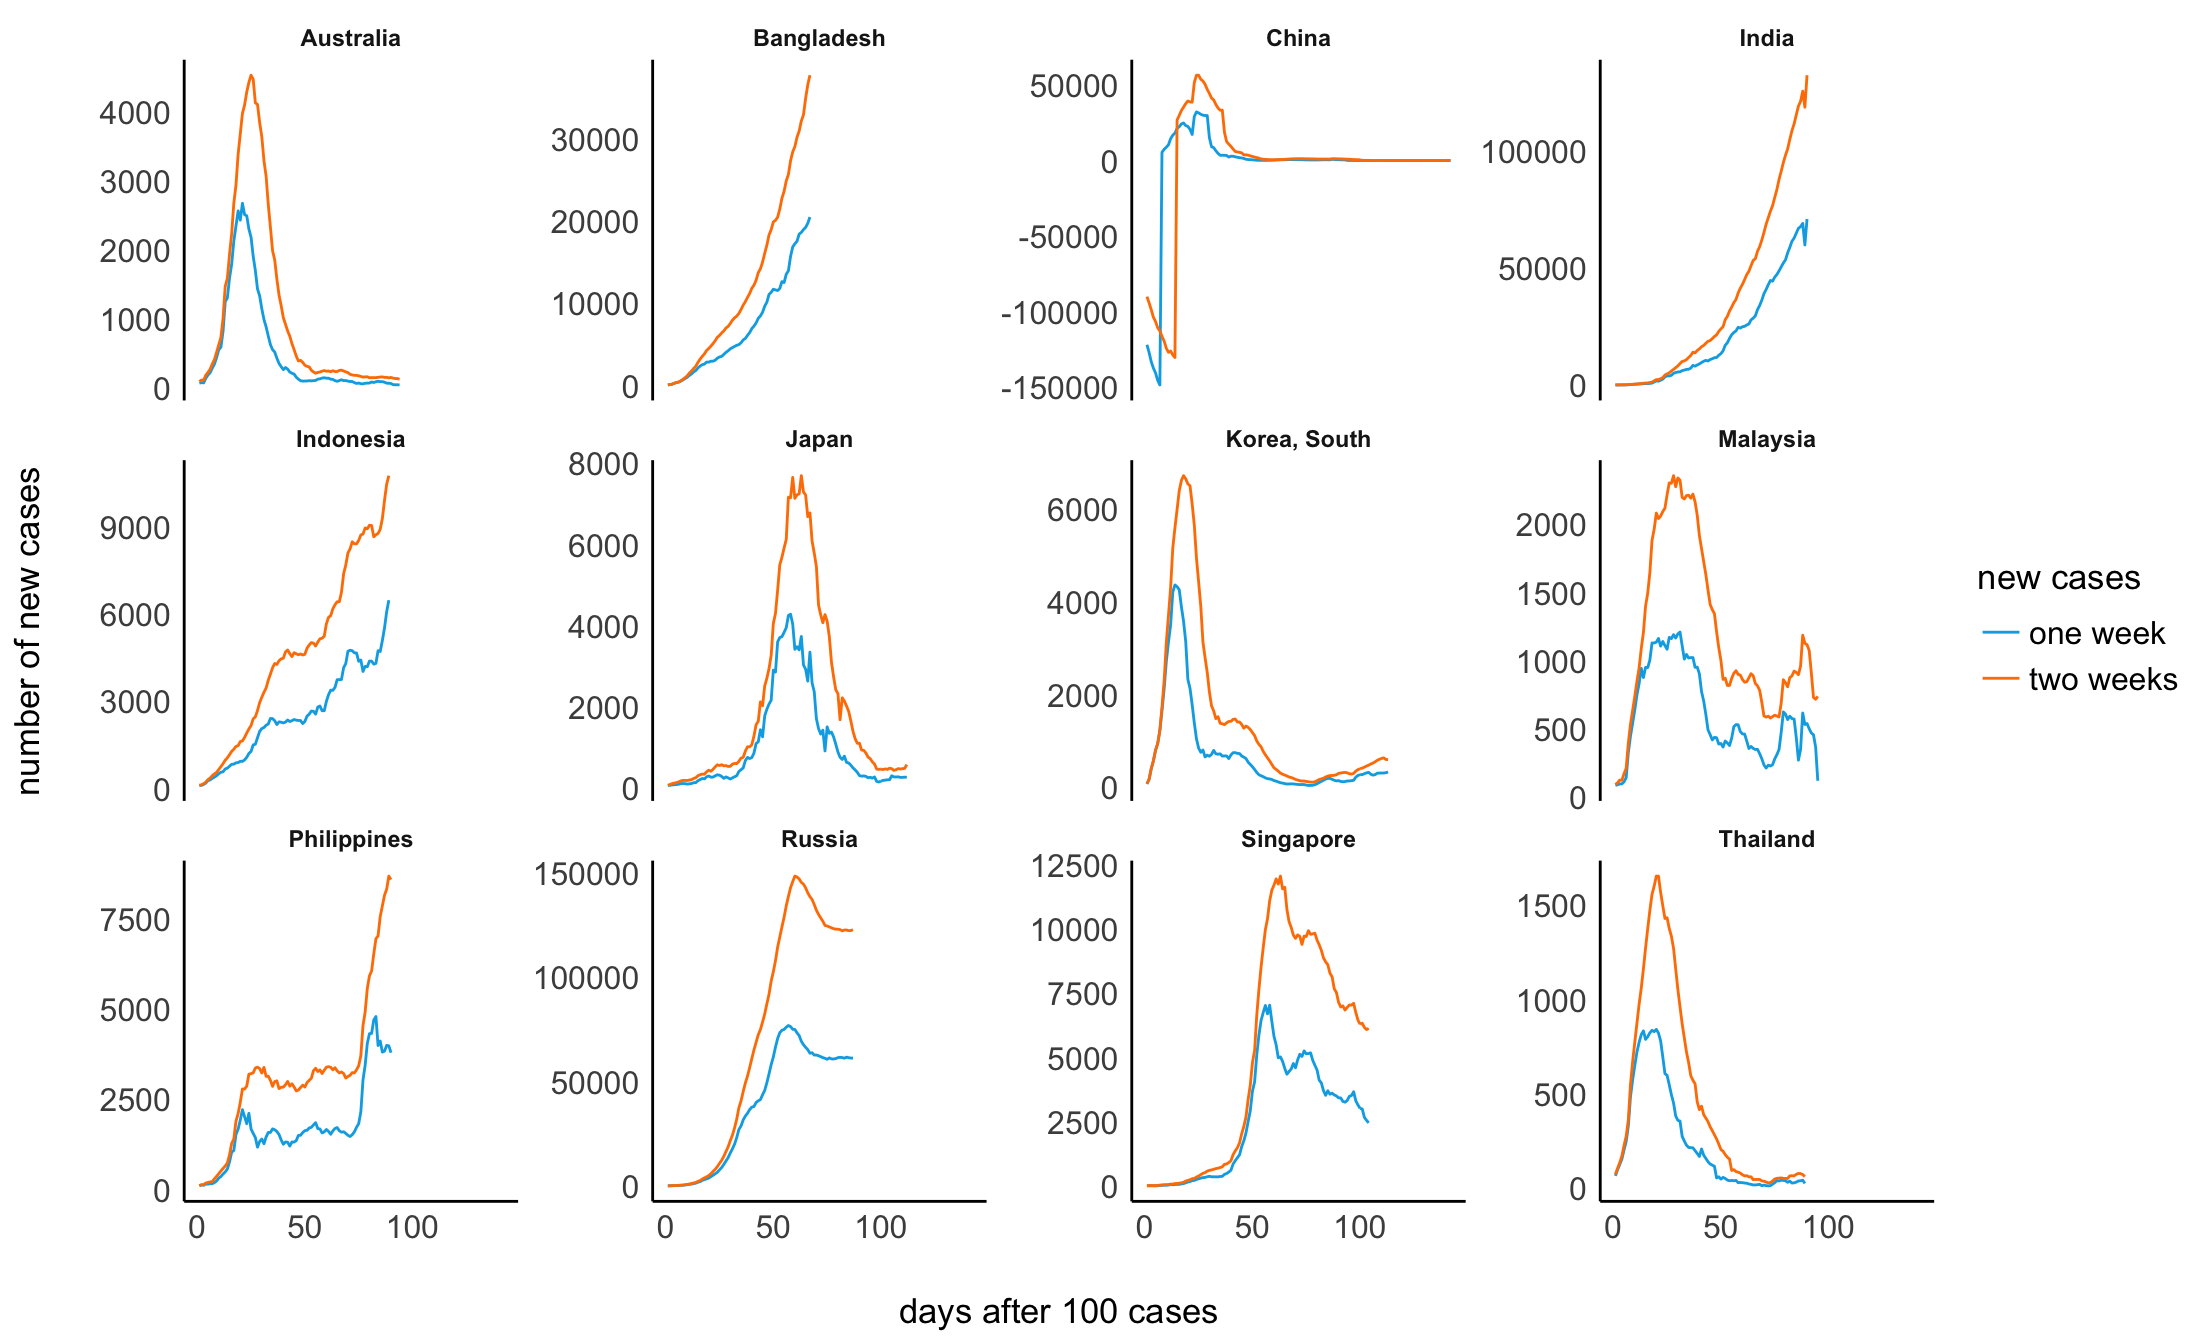 Australia
Bangladesh
China
India
4000
3000
2000
1000
0
30000
20000
10000
0
50000
0
-50000
-100000
-150000
100000
50000
0
Indonesia
Japan
Korea, South
Malaysia
9000
6000
3000
0
8000
6000
4000
2000
0
6000
4000
2000
0
2000
1500
1000
500
0
number of new cases
new cases
one week
two weeks
Philippines
Russia
Singapore
Thailand
7500
5000
2500
0
150000
100000
50000
0
12500
10000
7500
5000
2500
0
1500
1000
500
0
0 50 100
0 50 100
0 50 100
0 50 100
days after 100 cases